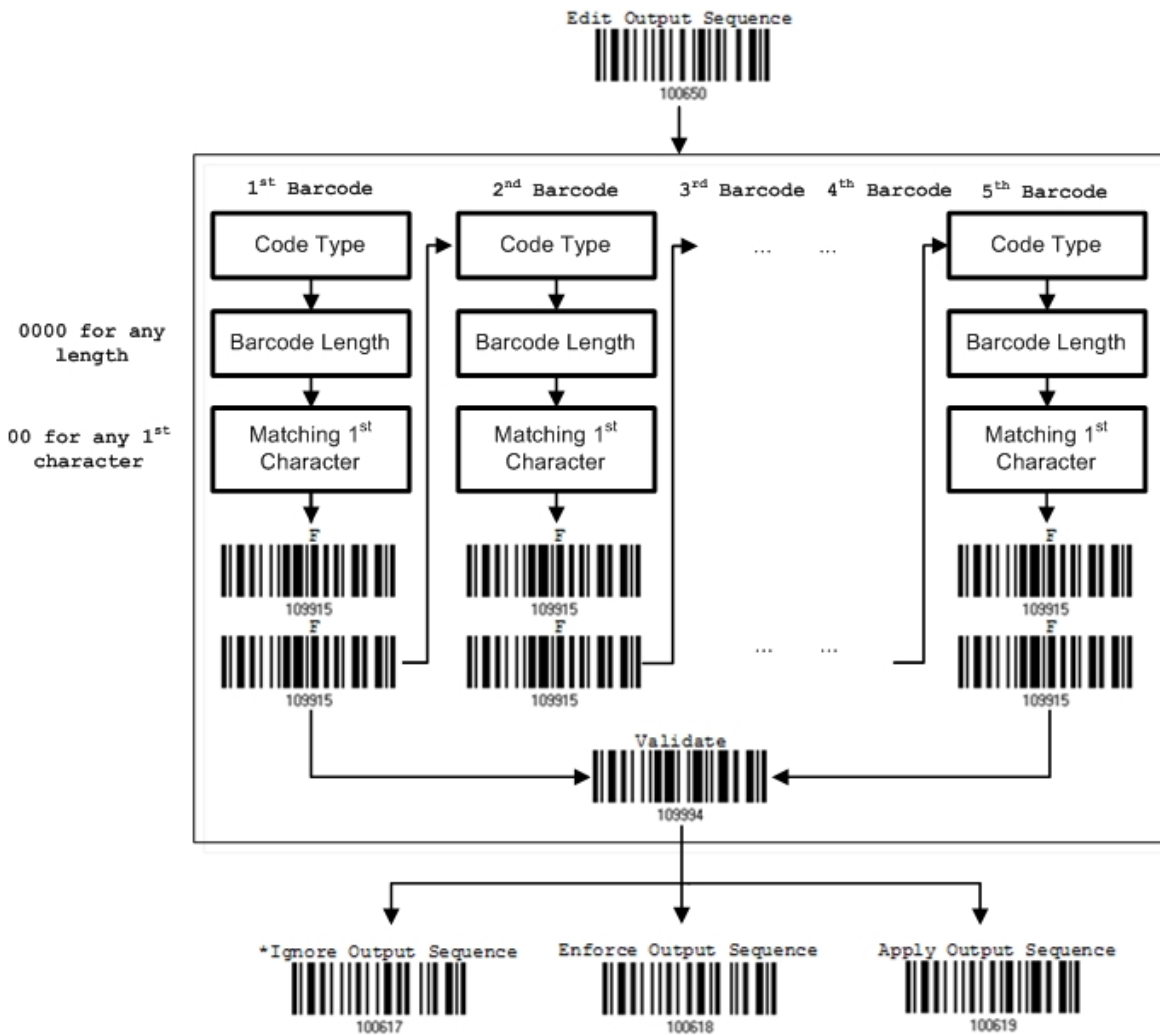 Edit Output Sequence
100650
1st Barcode
2nd Barcode
3rd Barcode
4th Barcode
5th Barcode
Code Type
Code Type
... ...
Code Type
0000 for any
length
Barcode Length
Barcode Length
Barcode Length
00 for any 1st
character
Matching 1st
Character
Matching 1st
Character
Matching 1st
Character
F
F
F
109915
109915
109915
F
F
F
... ...
109915
109915
109915
Validate
109994
*Ignore Output Sequence
Enforce Output Sequence
Apply Output Sequence
100617
100618
100619